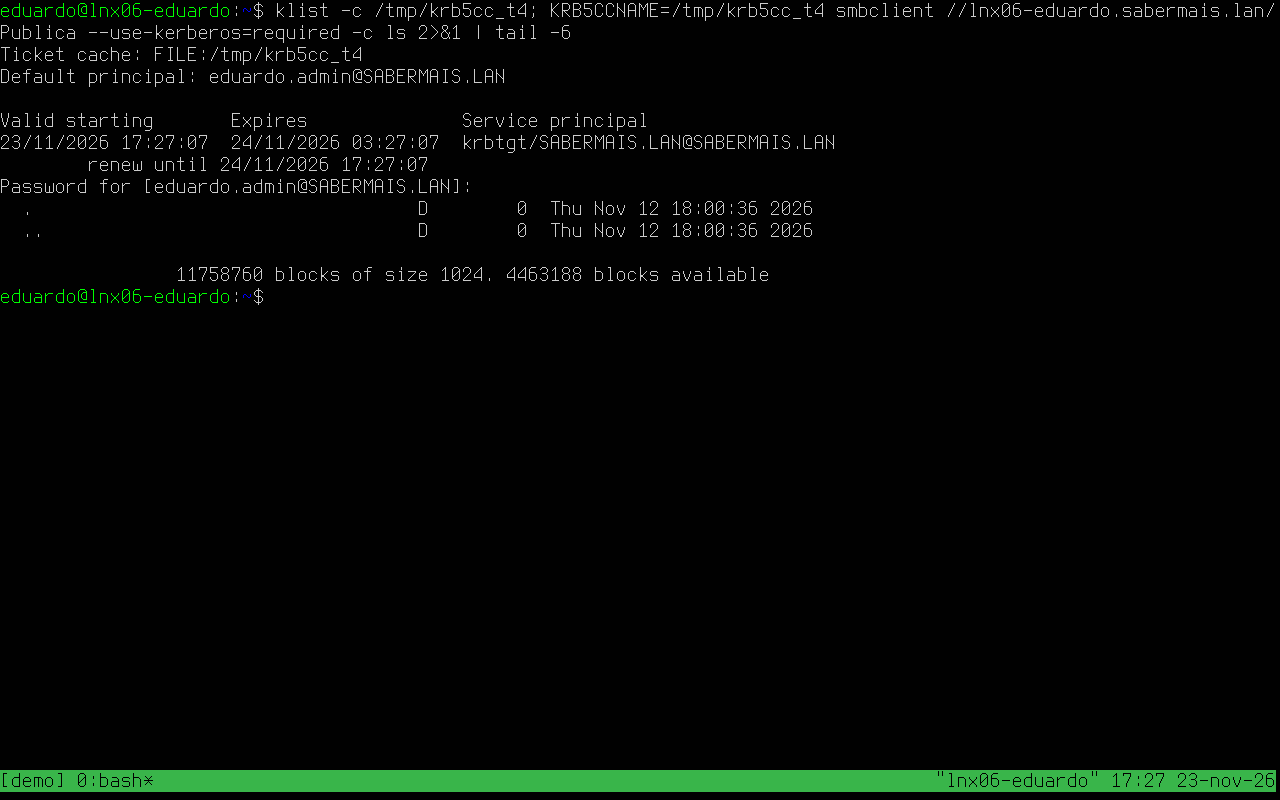 eduardo@lnx06-eduardo:~$ klist -c /tmp/krb5cc_t4; KRB5CCNAME=/tmp/krb5cc_t4 smbclient //lnx06-eduardo.sabermais.lan/
Publica --use-kerberos=required -c ls 2>&1 | tail -6
Ticket cache: FILE:/tmp/krb5cc_t4
Default principal: eduardo.admin@SABERMAIS.LAN
Valid starting       Expires              Service principal
23/11/2026 17:27:07  24/11/2026 03:27:07  krbtgt/SABERMAIS.LAN@SABERMAIS.LAN
        renew until 24/11/2026 17:27:07
Password for [eduardo.admin@SABERMAIS.LAN]:
  .                                   D        0  Thu Nov 12 18:00:36 2026
  ..                                  D        0  Thu Nov 12 18:00:36 2026
                11758760 blocks of size 1024. 4463188 blocks available
eduardo@lnx06-eduardo:~$
[demo] 0:bash* "lnx06-eduardo" 17:27 23-nov-26